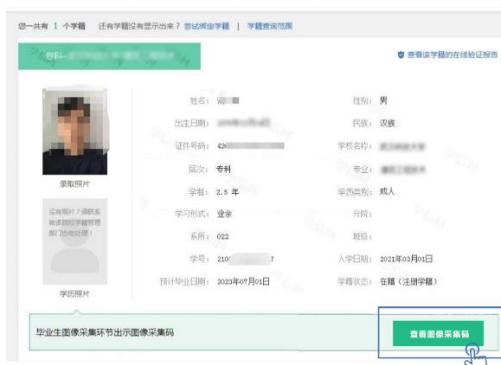 您一共有 1 个学籍 还有学籍没有显示出来？尝试绑定学籍 | 学籍查询范围
专科-
查看该学籍的在线验证报告
姓名：
性别： 男
出生日期：
民族： 汉族
证件号码： 42
学校名称：
层次： 专科
专业：
录取照片
学制： 2.5 年
学历类别： 成人
学习形式： 业余
分院：
系所： 022
班级：
学号： 210 7
入学日期： 2021年03月01日
预计毕业日期： 2023年07月01日
学籍状态： 在籍（注册学籍）
学历照片
毕业生图像采集环节出示图像采集码
查看图像采集码